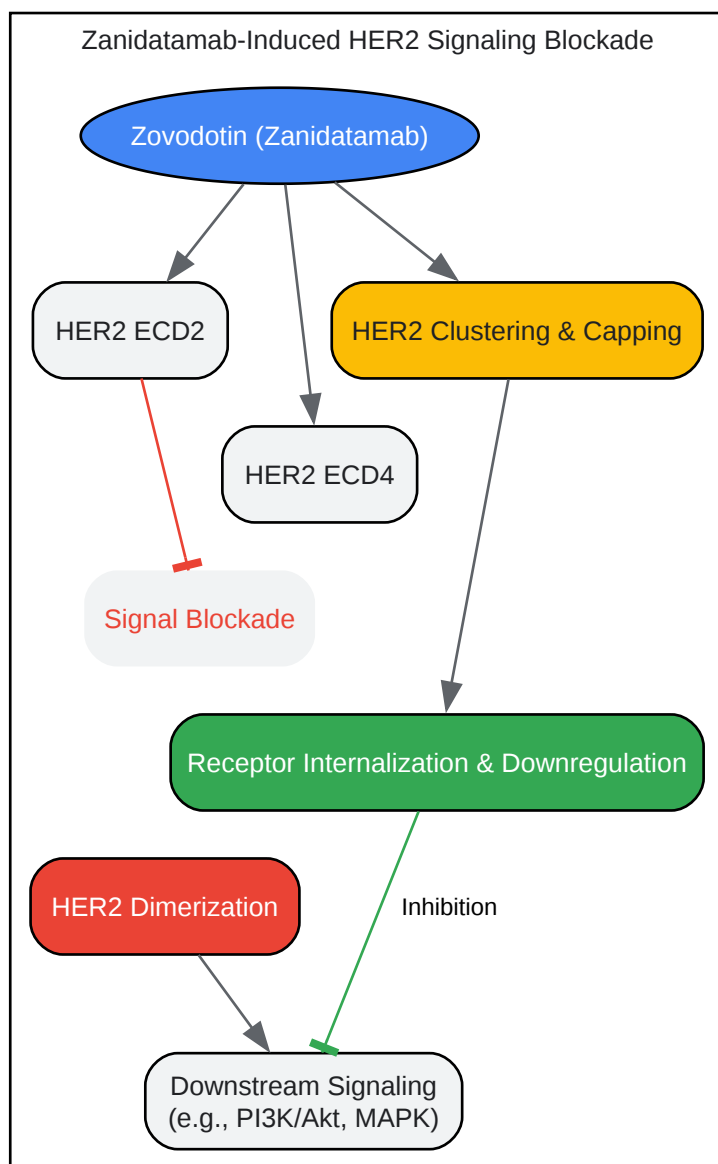 Zanidatamab-Induced HER2 Signaling Blockade
Zovodotin (Zanidatamab)
HER2 ECD2
HER2 Clustering & Capping
HER2 ECD4
Signal Blockade
Receptor Internalization & Downregulation
HER2 Dimerization
Inhibition
Downstream Signaling
(e.g., PI3K/Akt, MAPK)